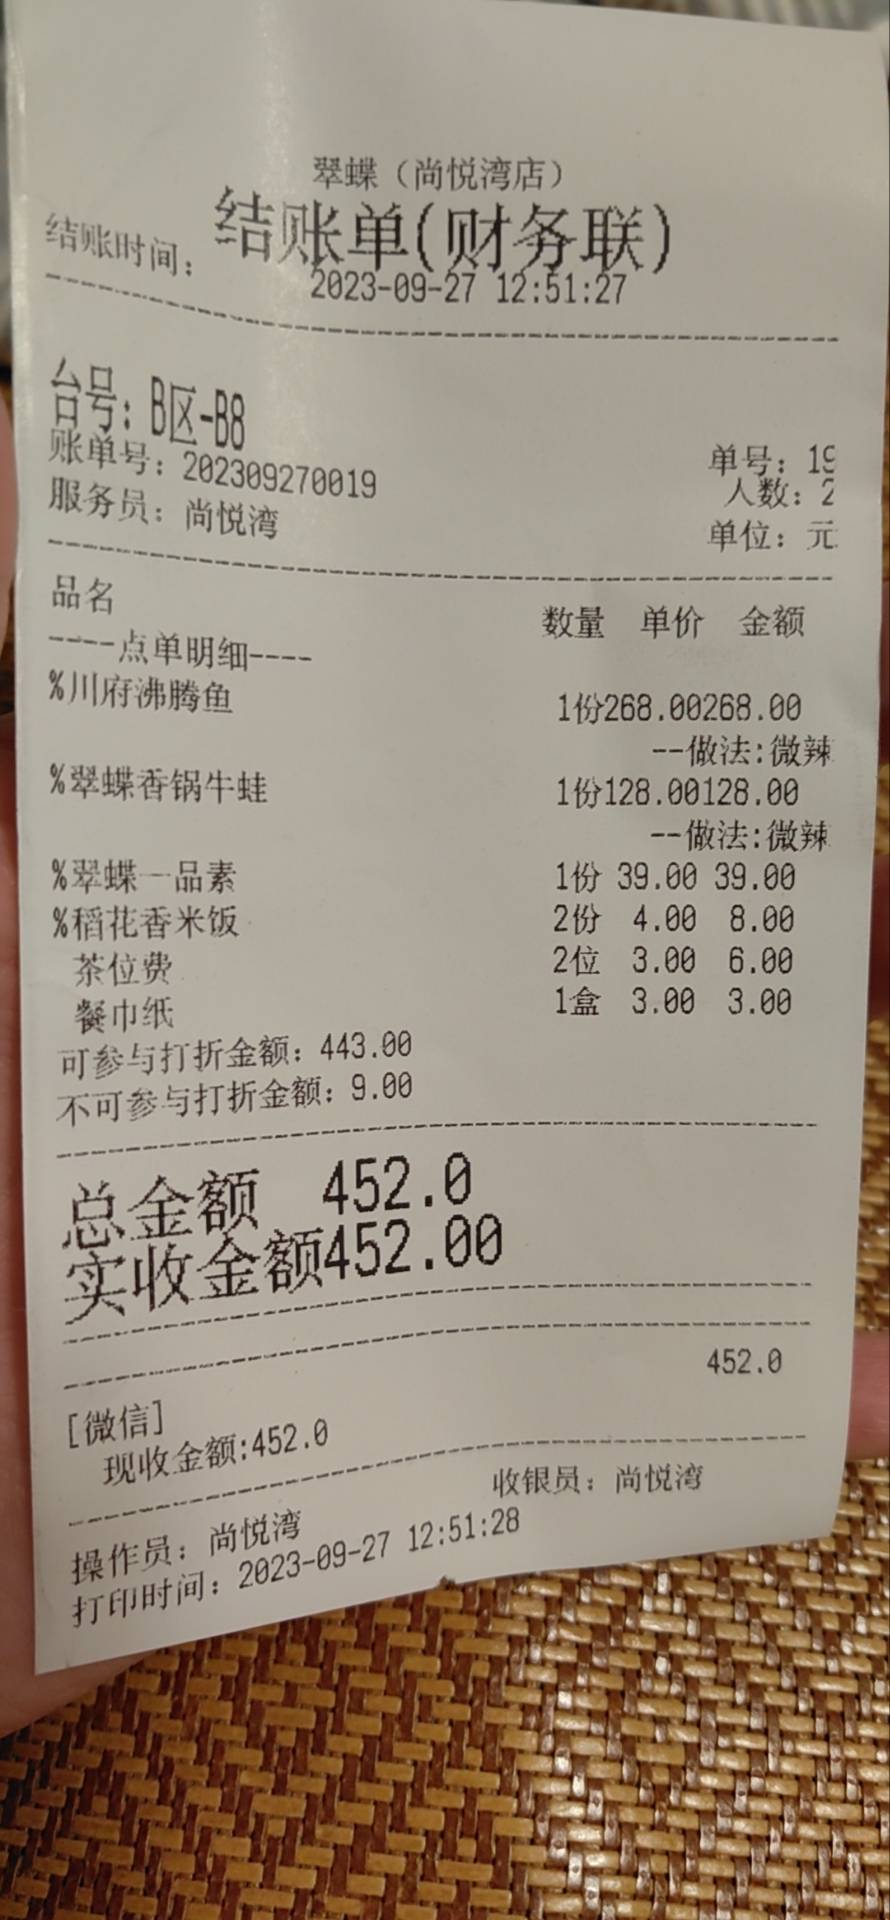 翠蝶（尚悦湾店）
结账单(财务联)
结账时间： 2023-09-27 12:51:27
台号：B区-B8
账单号：202309270019 单号：19
服务员：尚悦湾 人数：2
单位：元
品名 数量 单价 金额
----点单明细----
%川府沸腾鱼 1份268.00268.00
--做法:微辣
%翠蝶香锅牛蛙 1份128.00128.00
--做法:微辣
%翠蝶一品素 1份 39.00 39.00
%稻花香米饭 2份 4.00 8.00
茶位费 2位 3.00 6.00
餐巾纸 1盒 3.00 3.00
可参与打折金额：443.00
不可参与打折金额：9.00
总金额 452.0
实收金额452.00
452.0
[微信]
现收金额:452.0
收银员：尚悦湾
操作员：尚悦湾
打印时间：2023-09-27 12:51:28